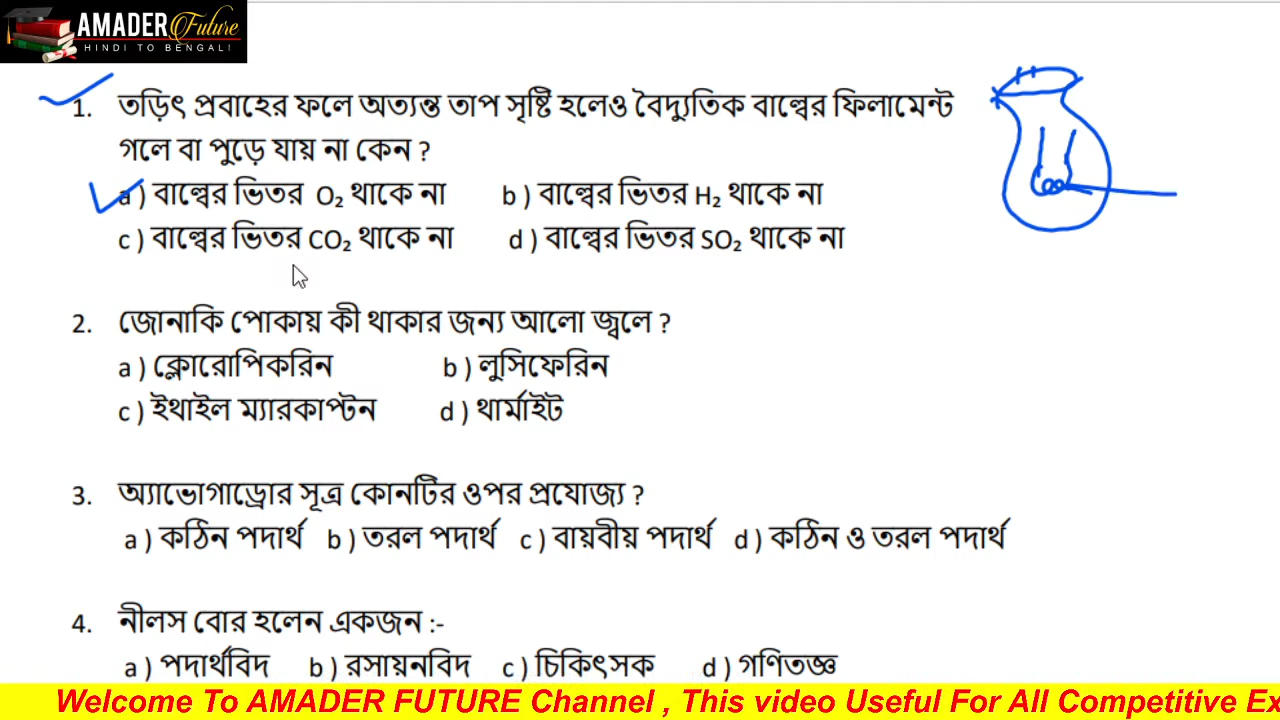 AMADER Future
HINDI TO BENGALI
1. তড়িৎ প্রবাহের ফলে অত্যন্ত তাপ সৃষ্টি হলেও বৈদ্যুতিক বাল্বের ফিলামেন্ট
গলে বা পুড়ে যায় না কেন ?
a ) বাল্বের ভিতর O₂ থাকে না b ) বাল্বের ভিতর H₂ থাকে না
c ) বাল্বের ভিতর CO₂ থাকে না d ) বাল্বের ভিতর SO₂ থাকে না
2. জোনাকি পোকায় কী থাকার জন্য আলো জ্বলে ?
a ) ক্লোরোপিকরিন b ) লুসিফেরিন
c ) ইথাইল ম্যারকাপ্টন d ) থার্মাইট
3. অ্যাভোগাড্রোর সূত্র কোনটির ওপর প্রযোজ্য ?
a ) কঠিন পদার্থ b ) তরল পদার্থ c ) বায়বীয় পদার্থ d ) কঠিন ও তরল পদার্থ
4. নীলস বোর হলেন একজন :-
a ) পদার্থবিদ b ) রসায়নবিদ c ) চিকিৎসক d ) গণিতজ্ঞ
Welcome To AMADER FUTURE Channel , This video Useful For All Competitive Ex